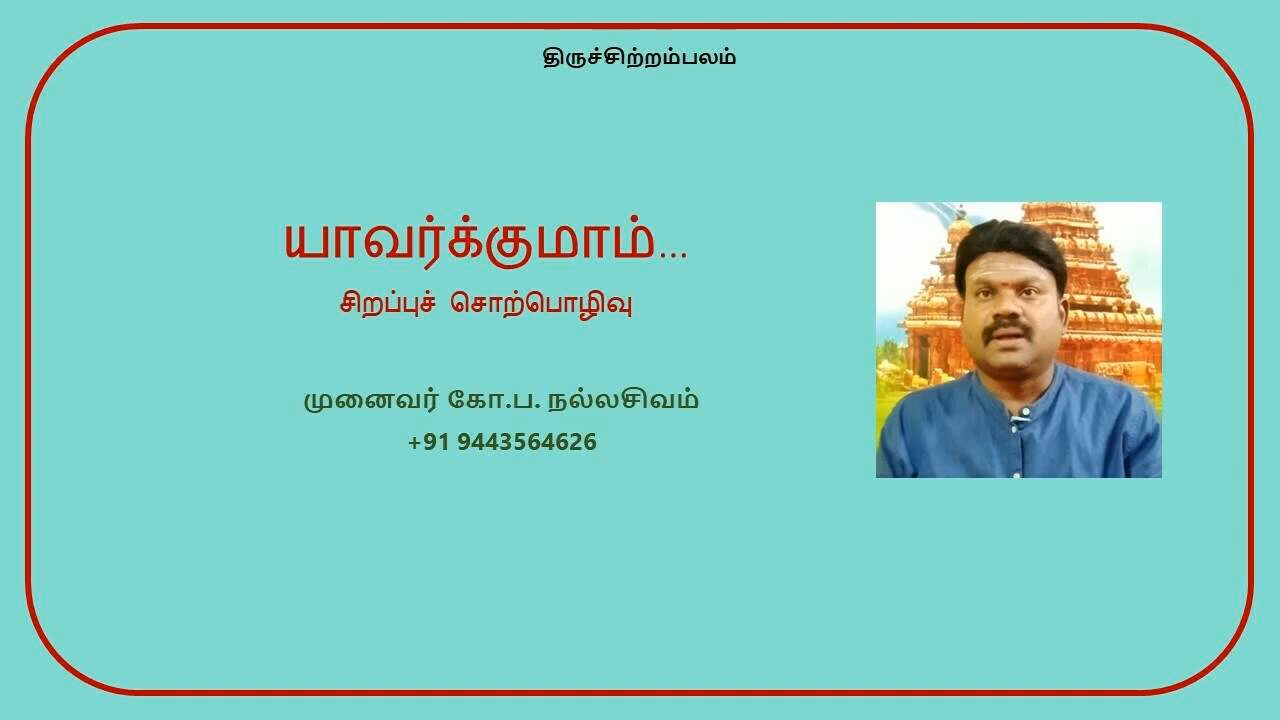 திருச்சிற்றம்பலம்
யாவர்க்குமாம்...
சிறப்புச் சொற்பொழிவு
முனைவர் கோ.ப. நல்லசிவம்
+91 9443564626